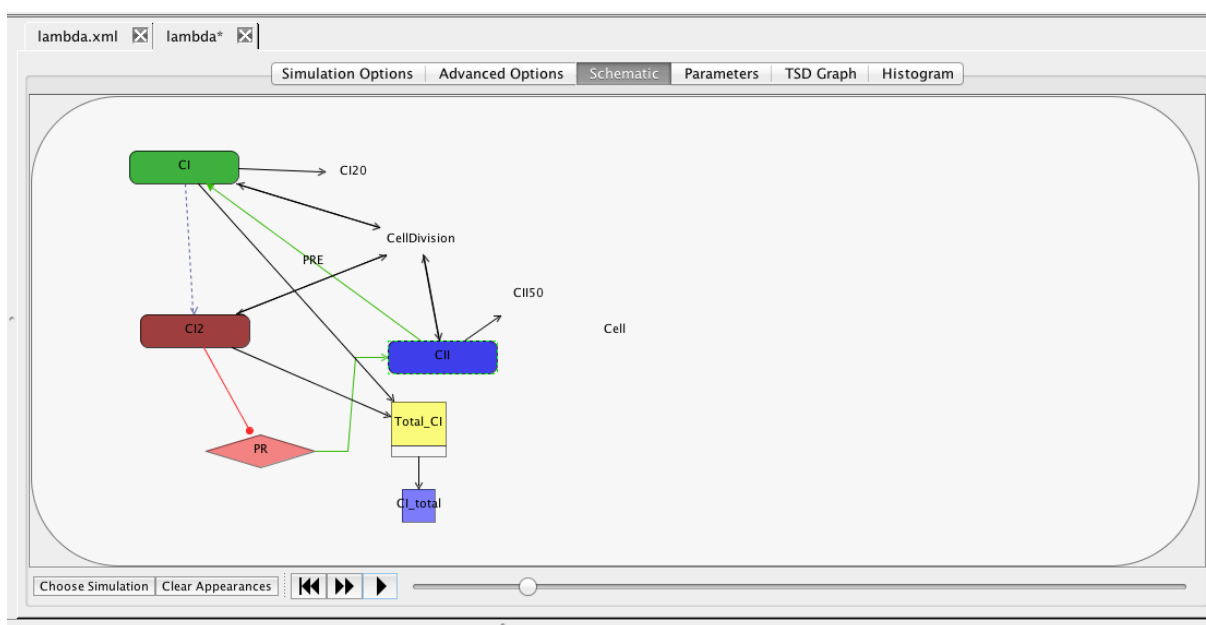 lambda.xml lambda*
Simulation Options Advanced Options Schematic Parameters TSD Graph Histogram
CI
CI20
CellDivision
PRE
CII50
CI2
Cell
CII
Total_CI
PR
CI_total
Choose Simulation Clear Appearances